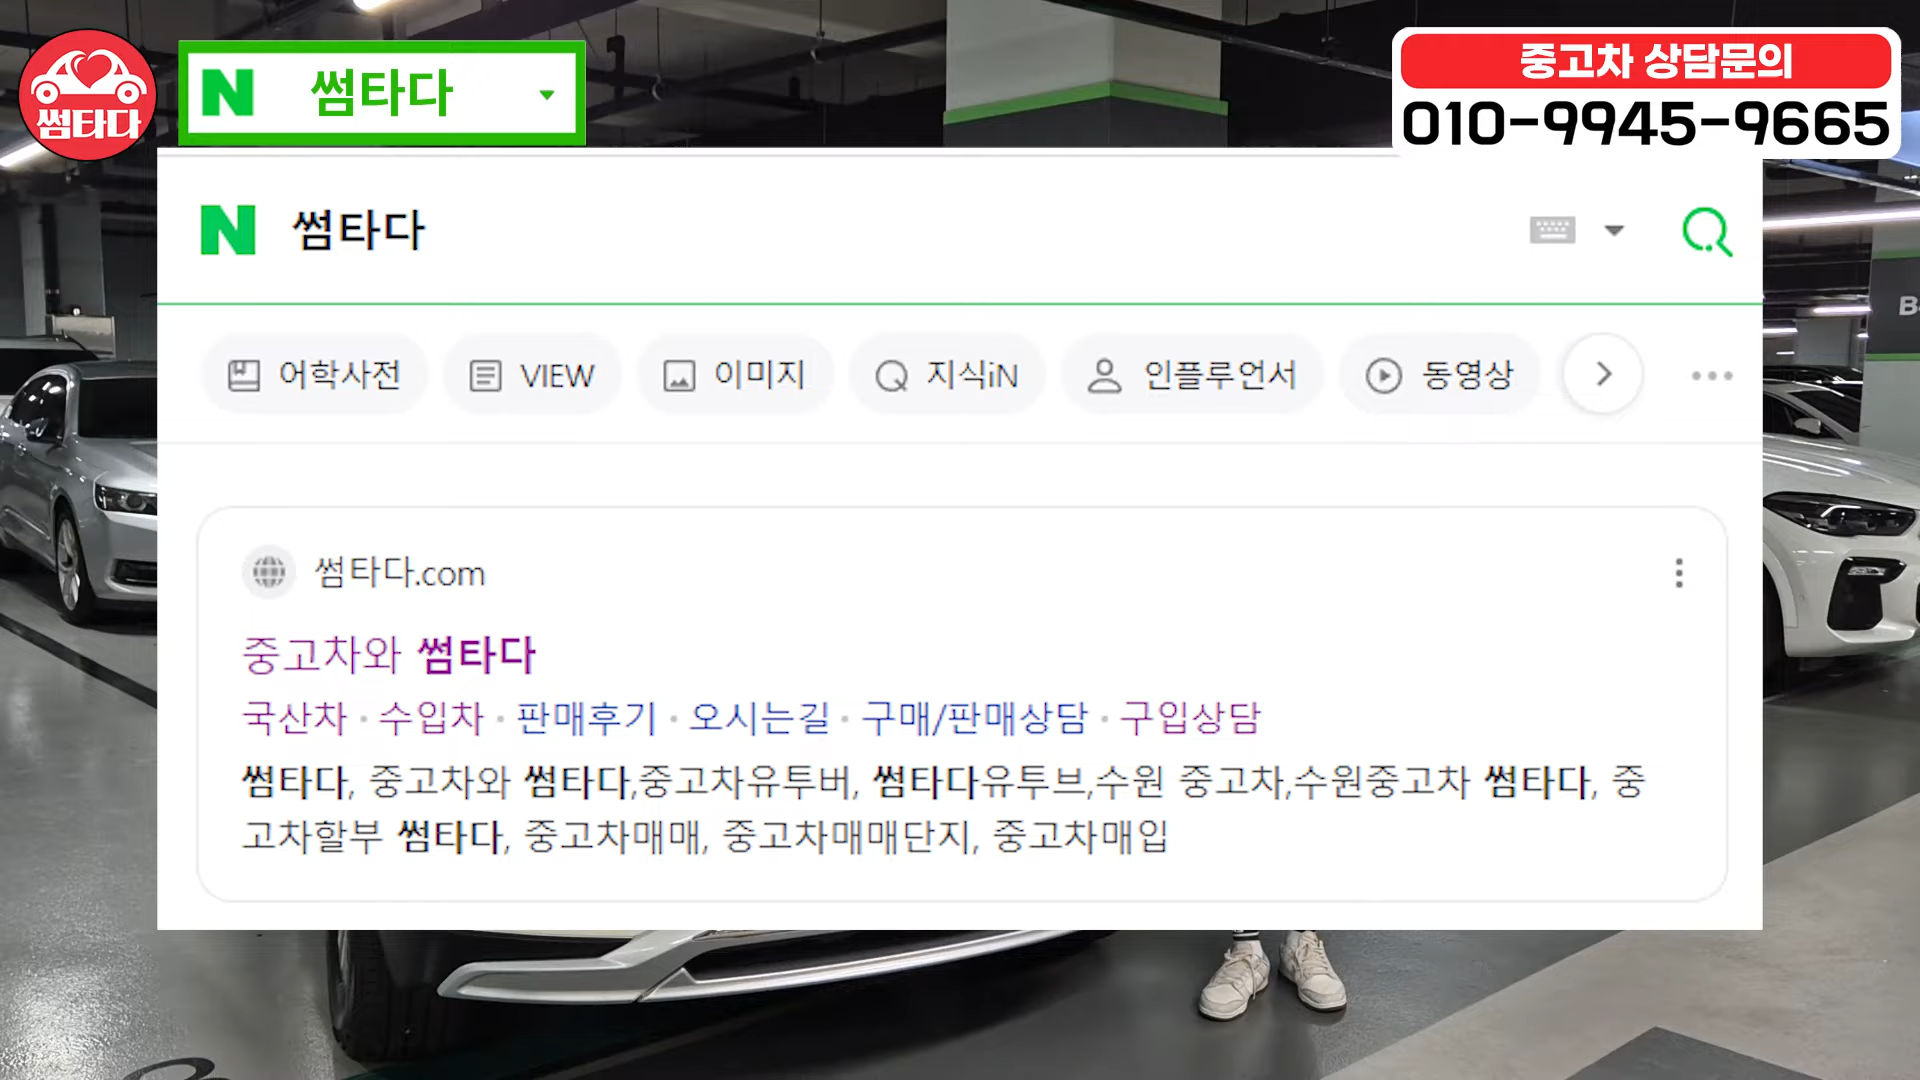 썸타다
N 썸타다
중고차 상담문의
010-9945-9665
N 썸타다
어학사전 VIEW 이미지 지식iN 인플루언서 동영상
썸타다.com
중고차와 썸타다
국산차 · 수입차 · 판매후기 · 오시는길 · 구매/판매상담 · 구입상담
썸타다, 중고차와 썸타다,중고차유투버, 썸타다유투브,수원 중고차,수원중고차 썸타다, 중
고차할부 썸타다, 중고차매매, 중고차매매단지, 중고차매입